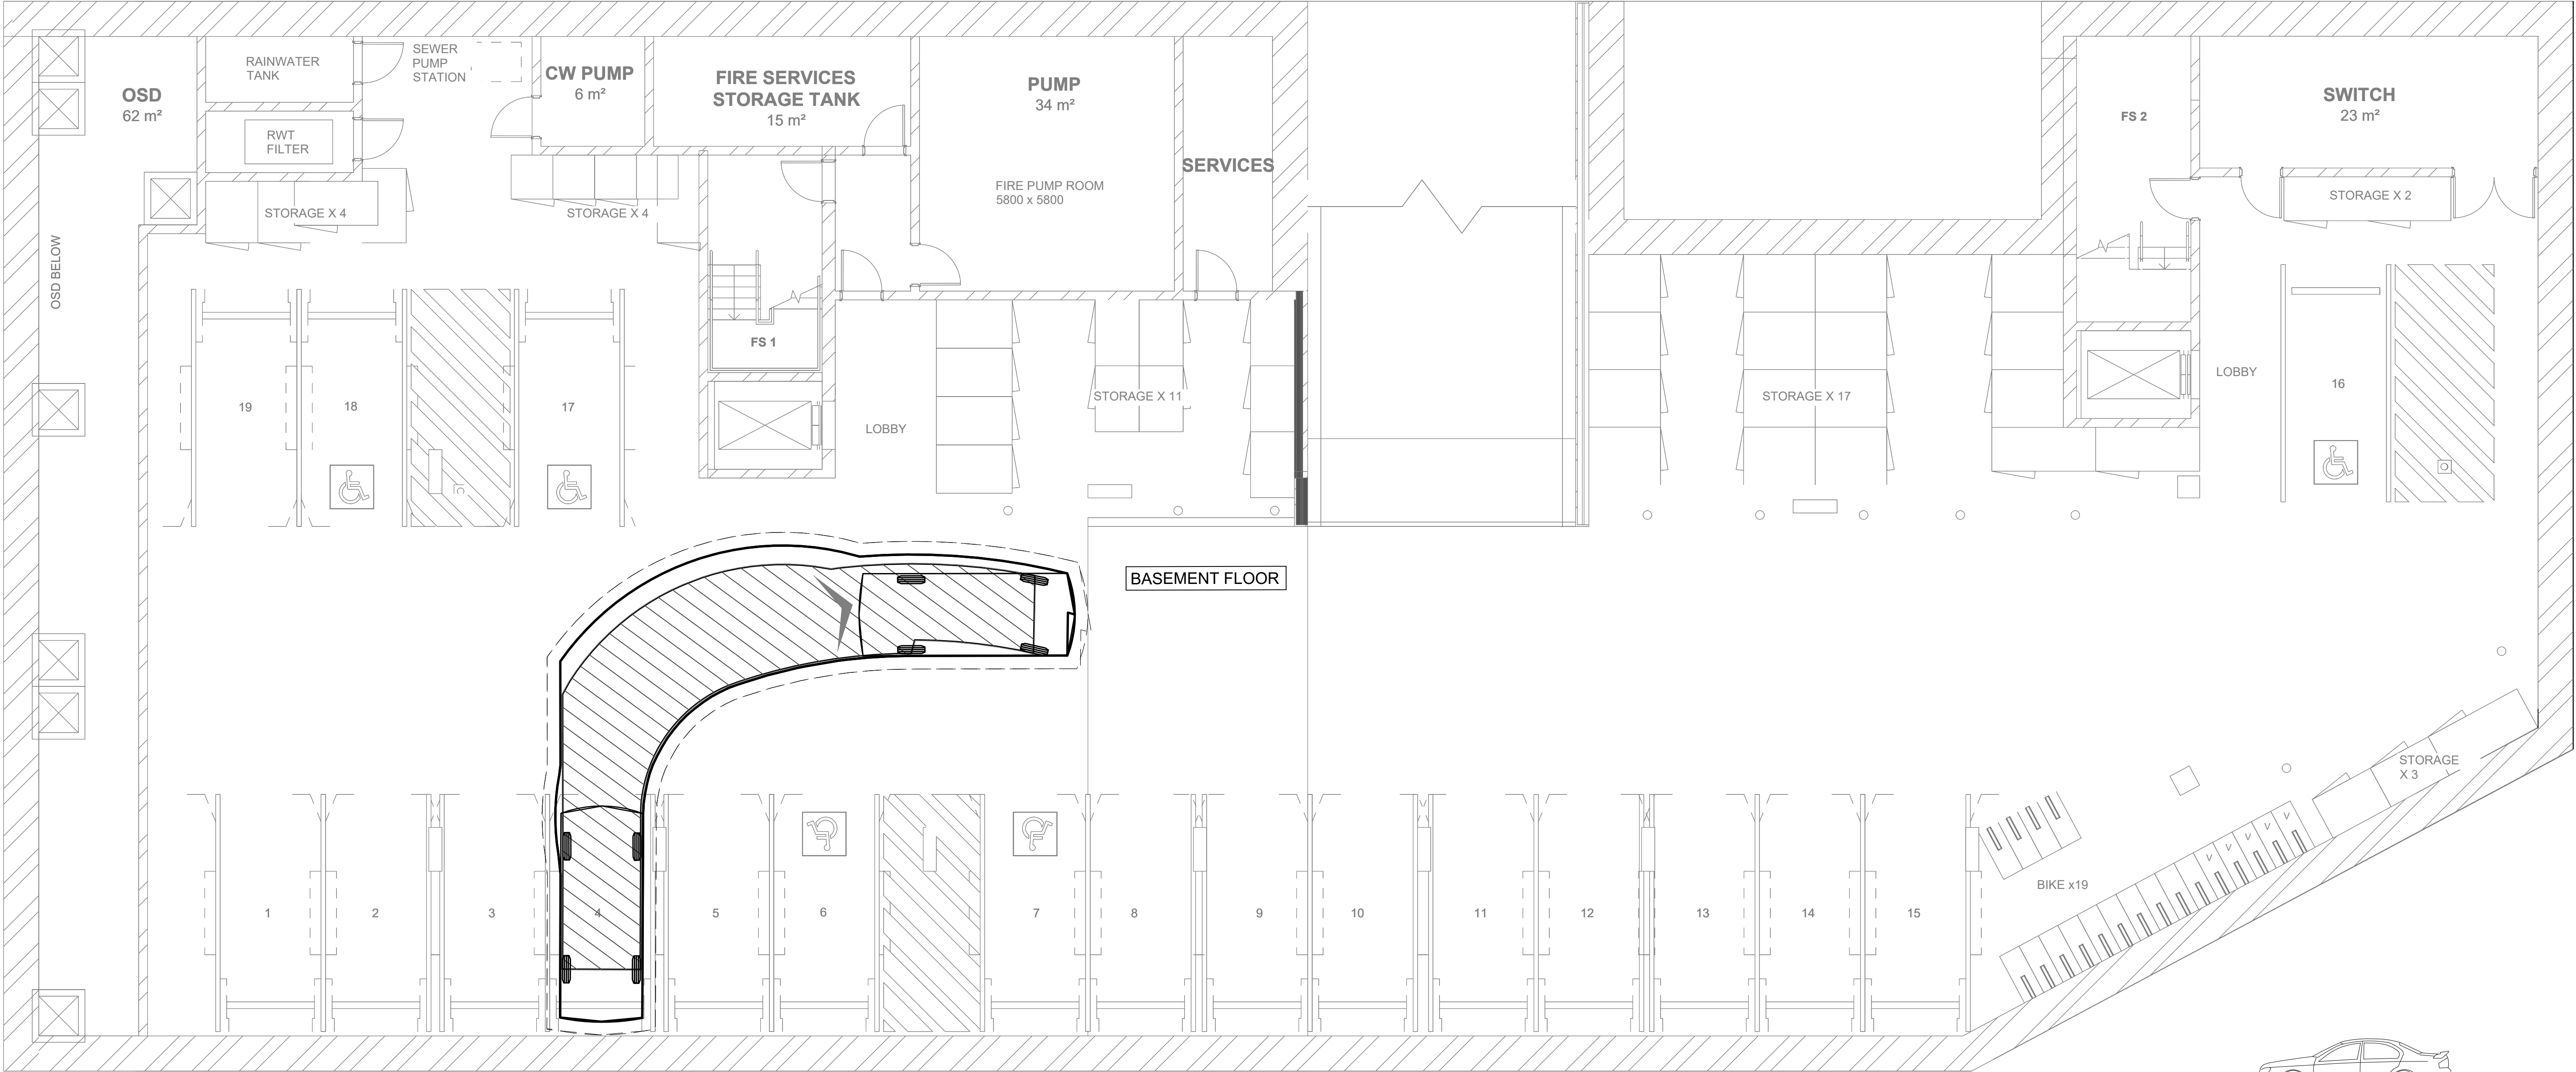 OSD
62 m²
RAINWATER
TANK
RWT
FILTER
SEWER
PUMP
STATION
CW PUMP
6 m²
FIRE SERVICES
STORAGE TANK
15 m²
PUMP
34 m²
FIRE PUMP ROOM
5800 x 5800
SERVICES
FS 2
SWITCH
23 m²
STORAGE X 2
STORAGE X 4
STORAGE X 4
OSD BELOW
FS 1
LOBBY
STORAGE X 11
STORAGE X 17
LOBBY
19
18
17
16
BASEMENT FLOOR
STORAGE
X 3
BIKE x19
1
2
3
4
5
6
7
8
9
10
11
12
13
14
15